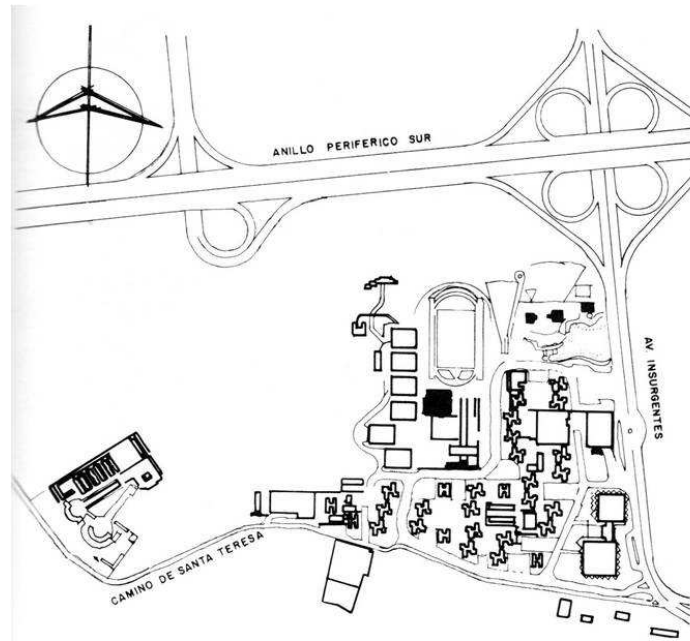 ANILLO PERIFERICO SUR
AV. INSURGENTES
CAMINO DE SANTA TERESA